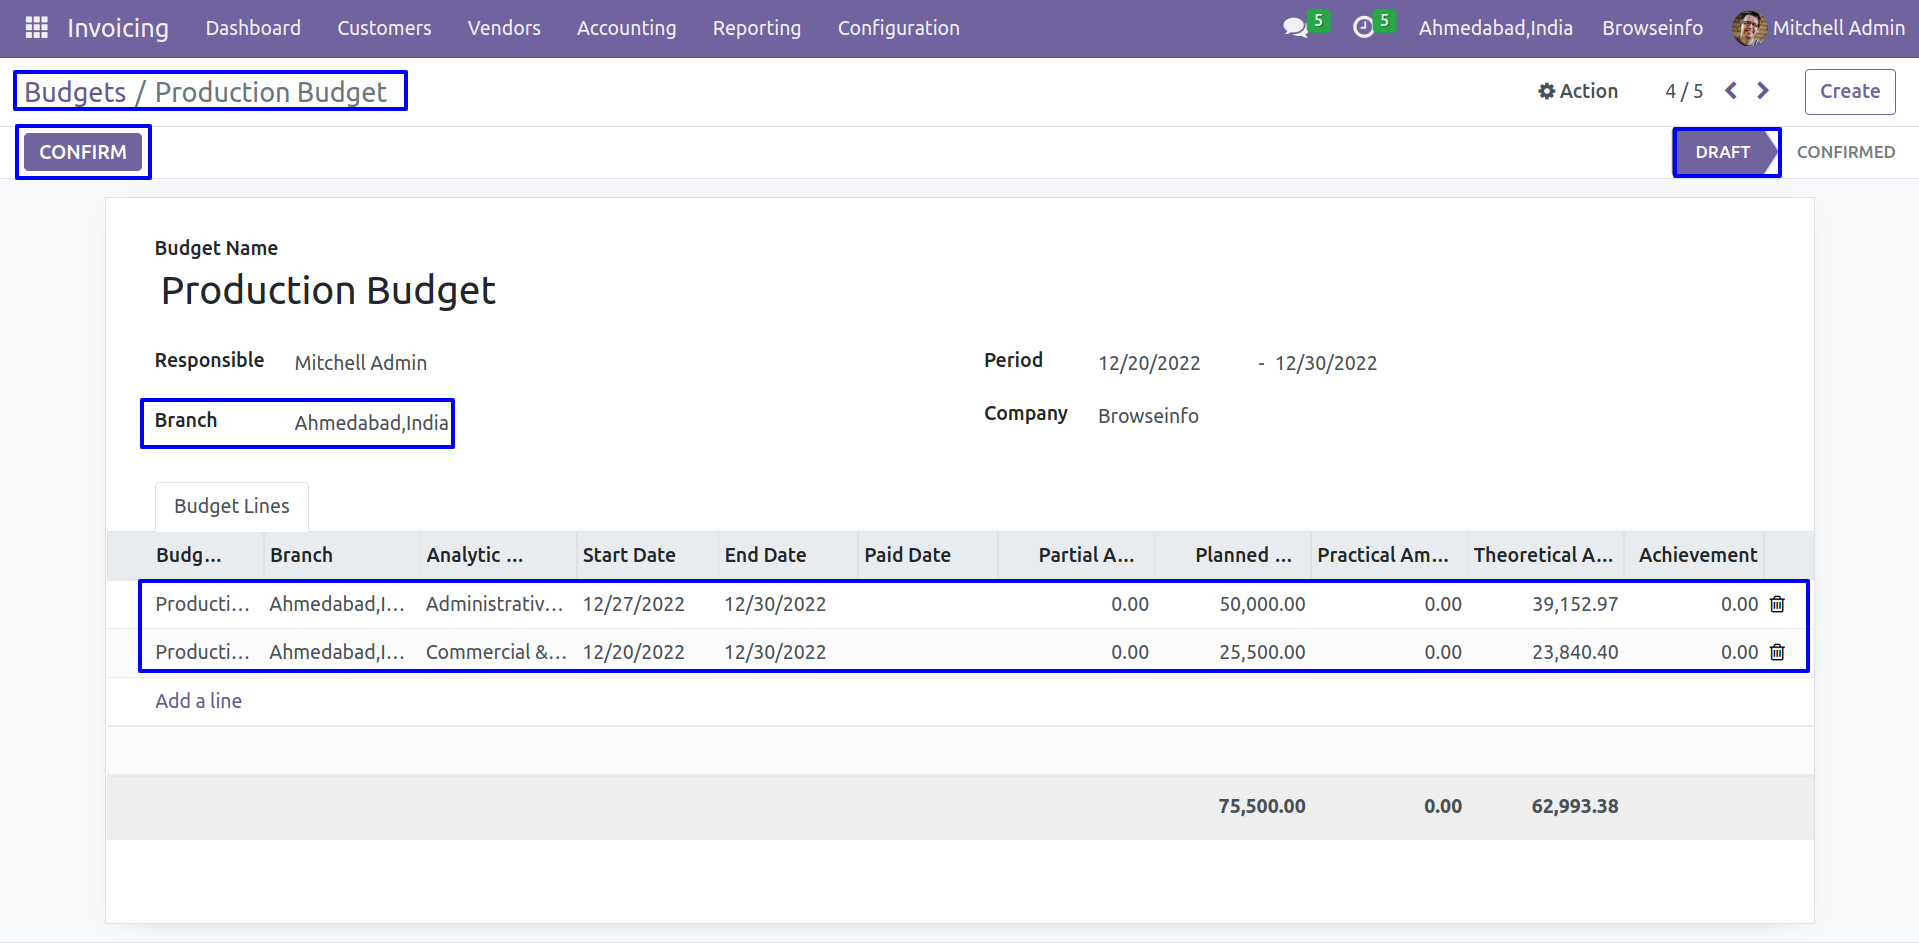 Invoicing Dashboard Customers Vendors Accounting Reporting Configuration 5 5 Ahmedabad,India Browseinfo Mitchell Admin
Budgets / Production Budget Action 4 / 5 Create
CONFIRM DRAFT CONFIRMED
Budget Name
Production Budget
Responsible Mitchell Admin Period 12/20/2022 - 12/30/2022
Branch Ahmedabad,India Company Browseinfo
Budget Lines
Budg... Branch Analytic ... Start Date End Date Paid Date Partial A... Planned ... Practical Am... Theoretical A... Achievement
Producti... Ahmedabad,I... Administrativ... 12/27/2022 12/30/2022 0.00 50,000.00 0.00 39,152.97 0.00
Producti... Ahmedabad,I... Commercial &... 12/20/2022 12/30/2022 0.00 25,500.00 0.00 23,840.40 0.00
Add a line
75,500.00 0.00 62,993.38